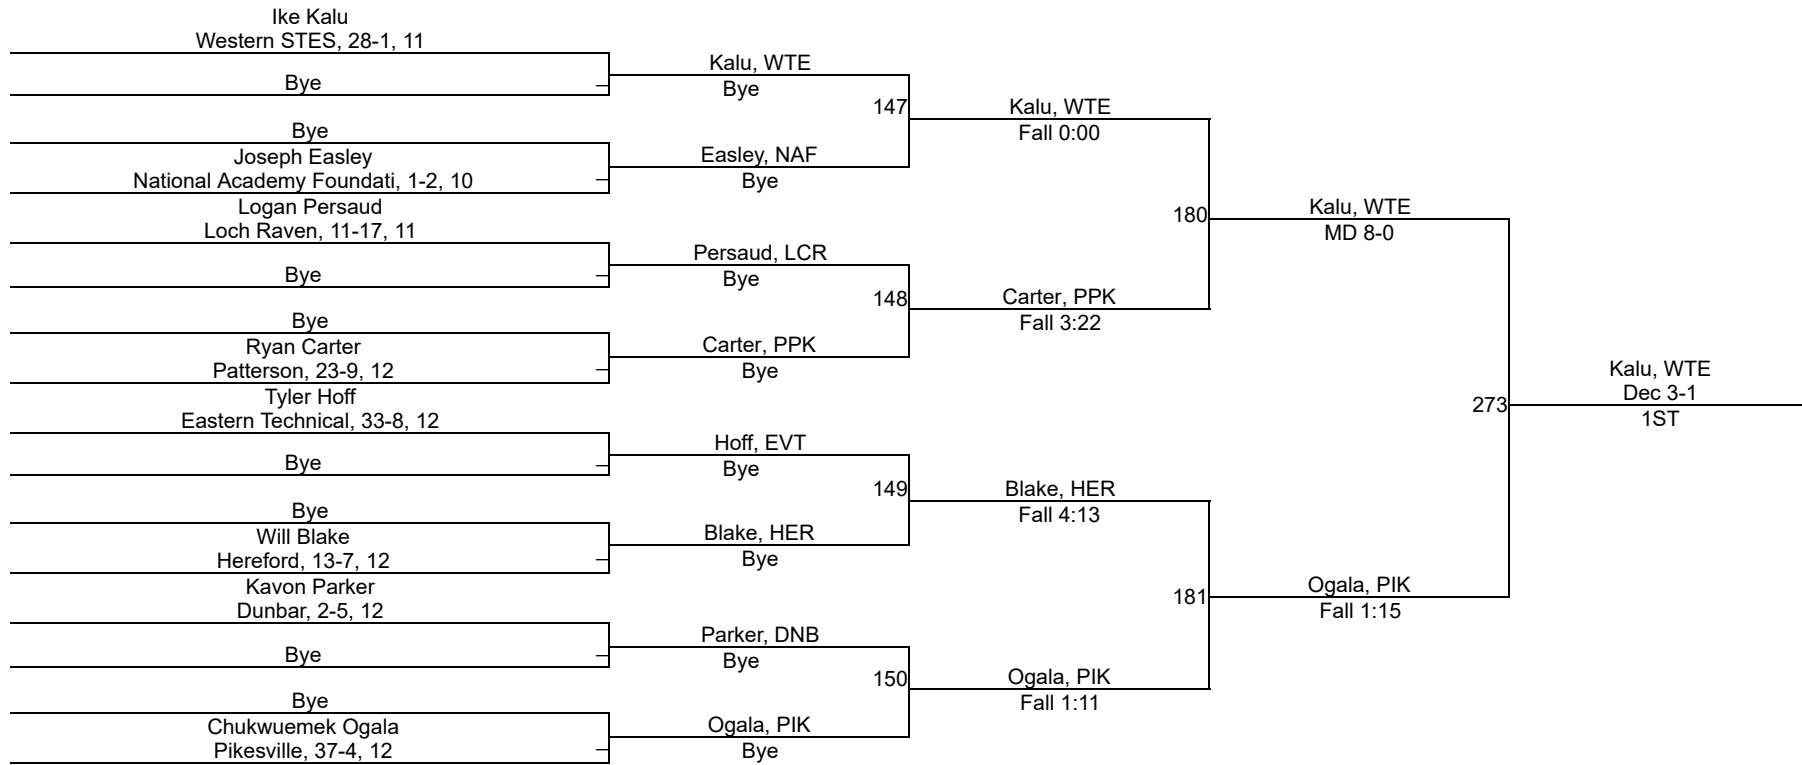 Ike Kalu
Western STES, 28-1, 11
Bye
Bye
Joseph Easley
National Academy Foundati, 1-2, 10
Logan Persaud
Loch Raven, 11-17, 11
Bye
Bye
Ryan Carter
Patterson, 23-9, 12
Tyler Hoff
Eastern Technical, 33-8, 12
Bye
Bye
Will Blake
Hereford, 13-7, 12
Kavon Parker
Dunbar, 2-5, 12
Bye
Bye
Chukwuemek Ogala
Pikesville, 37-4, 12
Kalu, WTE
Bye
147
Easley, NAF
Bye
Persaud, LCR
Bye
148
Carter, PPK
Bye
Hoff, EVT
Bye
149
Blake, HER
Bye
Parker, DNB
Bye
150
Ogala, PIK
Bye
Kalu, WTE
Fall 0:00
180
Carter, PPK
Fall 3:22
Blake, HER
Fall 4:13
181
Ogala, PIK
Fall 1:11
Kalu, WTE
MD 8-0
273
Ogala, PIK
Fall 1:15
Kalu, WTE
Dec 3-1
1ST